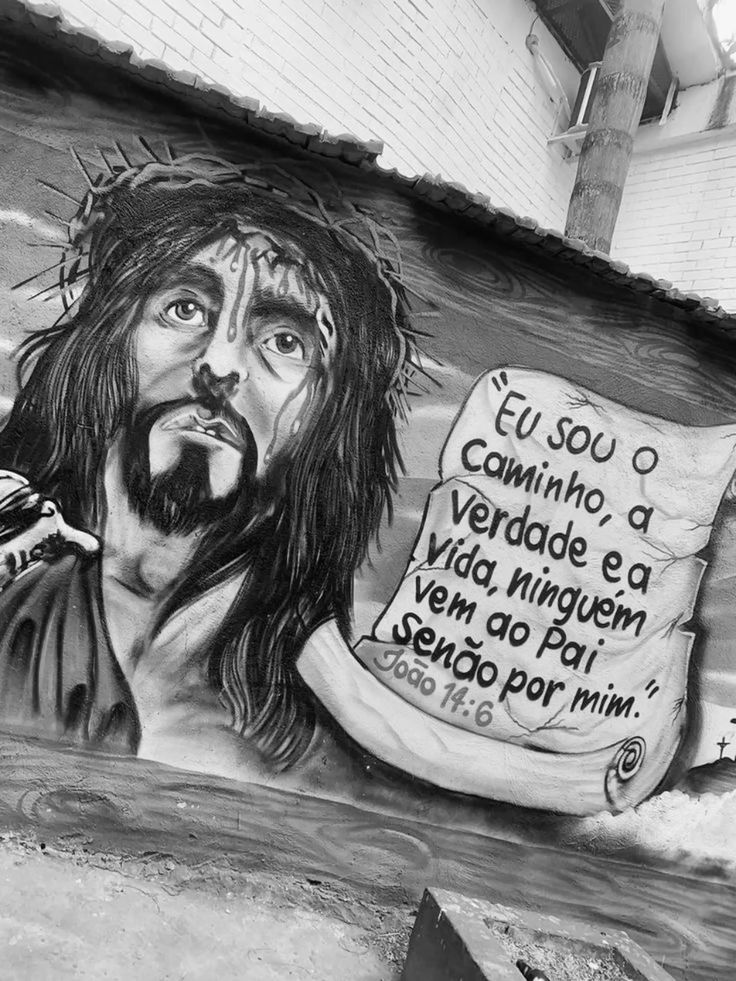 "Eu sou o
Caminho, a
Verdade e a
vida, ninguém
vem ao Pai
Senão por mim."
João 14:6